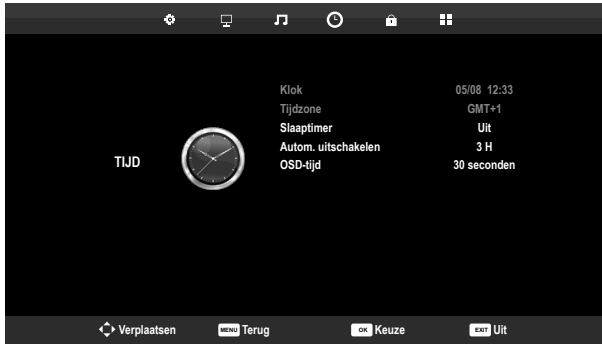 Klok 05/08 12:33
Tijdzone GMT+1
Slaaptimer Uit
Autom. uitschakelen 3 H
TIJD
OSD-tijd 30 seconden
Verplaatsen MENU Terug OK Keuze EXIT Uit